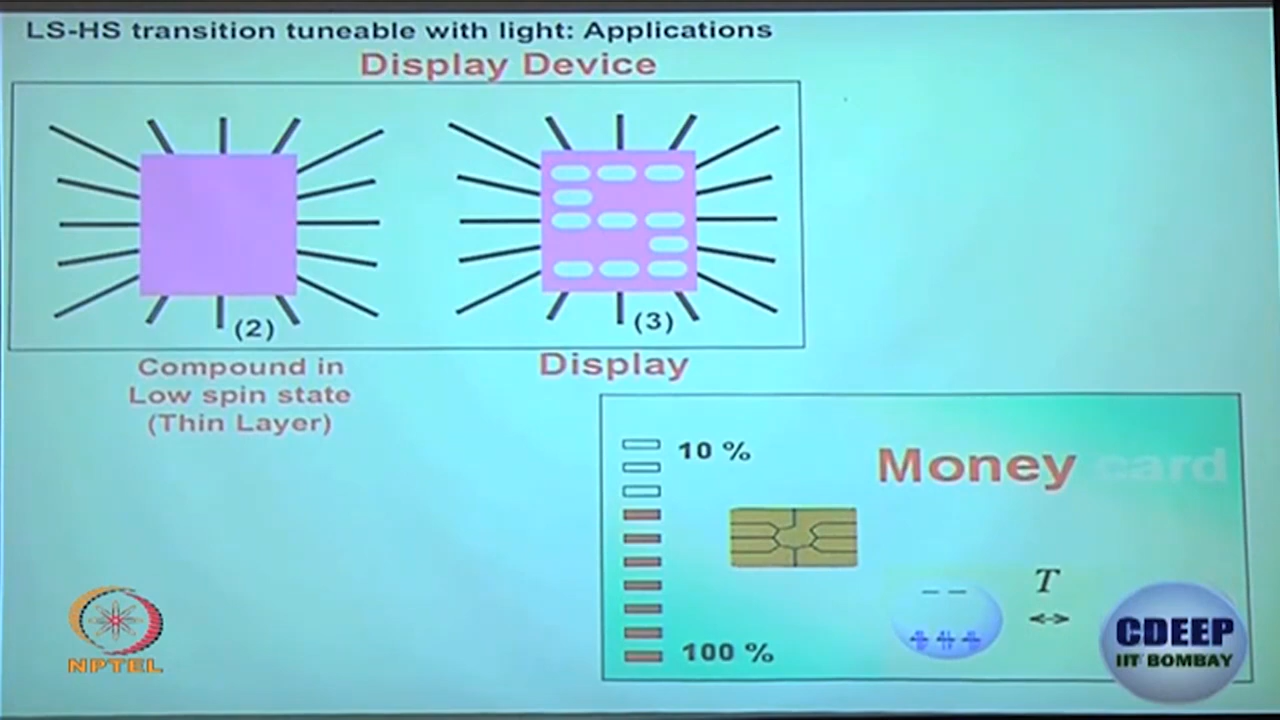 LS-HS transition tuneable with light: Applications
Display Device
(2)
(3)
Compound in
Low spin state
(Thin Layer)
Display
10 %
Money card
T
100 %
NPTEL
CDEEP
IIT BOMBAY